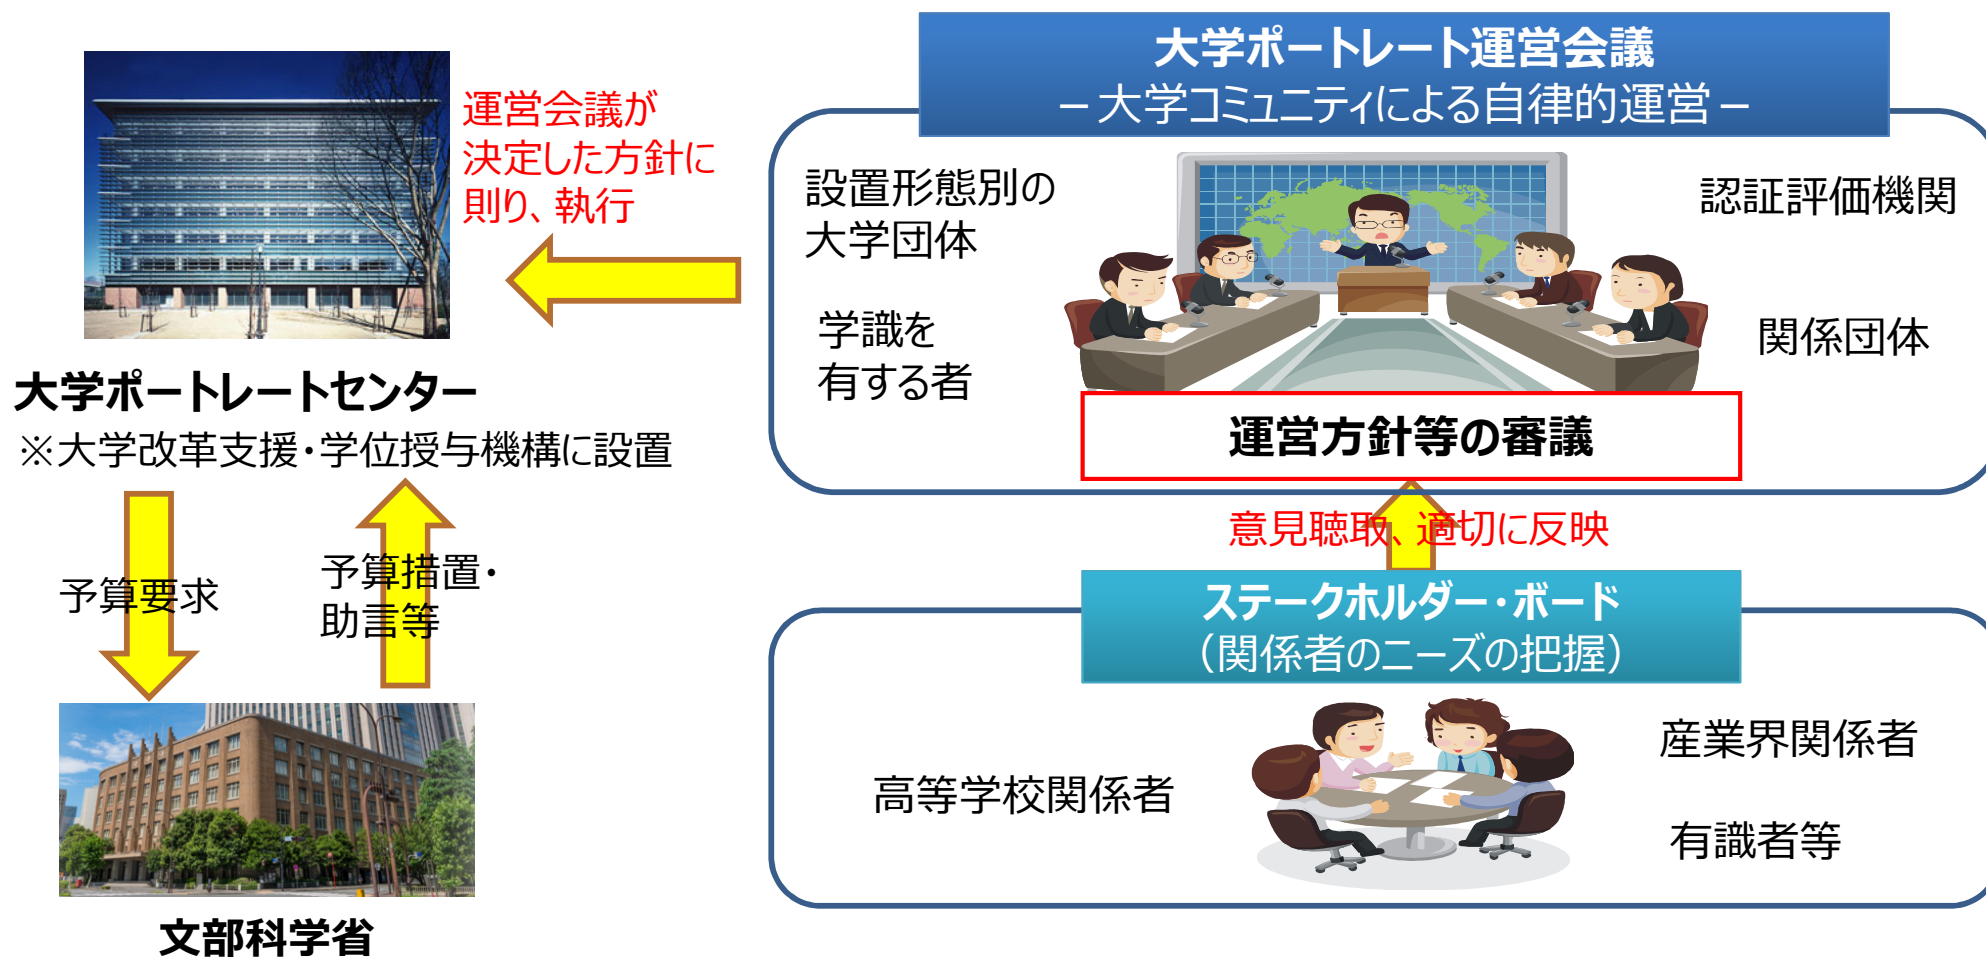 大学ポートレート運営会議
－大学コミュニティによる自律的運営－
運営会議が
決定した方針に
則り、執行
設置形態別の
大学団体
認証評価機関
学識を
有する者
関係団体
運営方針等の審議
大学ポートレートセンター
※大学改革支援・学位授与機構に設置
意見聴取、適切に反映
予算要求
予算措置・
助言等
ステークホルダー・ボード
（関係者のニーズの把握）
高等学校関係者
産業界関係者
有識者等
文部科学省